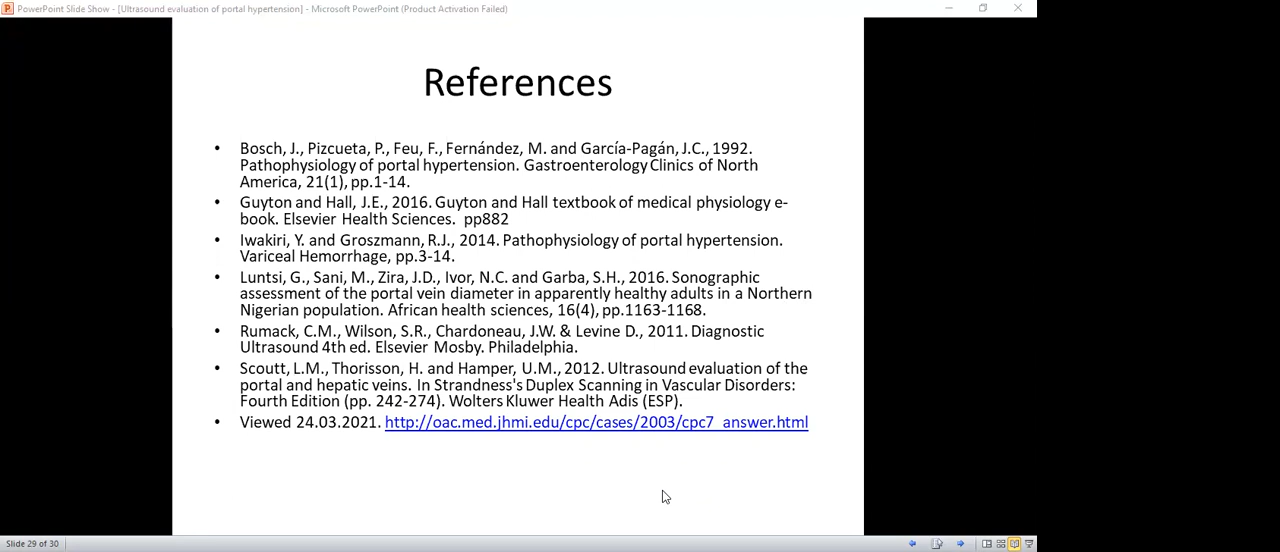 PowerPoint Slide Show - [Ultrasound evaluation of portal hypertension] - Microsoft PowerPoint (Product Activation Failed)
References
• Bosch, J., Pizcueta, P., Feu, F., Fernández, M. and García-Pagán, J.C., 1992.
Pathophysiology of portal hypertension. Gastroenterology Clinics of North
America, 21(1), pp.1-14.
• Guyton and Hall, J.E., 2016. Guyton and Hall textbook of medical physiology e-
book. Elsevier Health Sciences. pp882
• Iwakiri, Y. and Groszmann, R.J., 2014. Pathophysiology of portal hypertension.
Variceal Hemorrhage, pp.3-14.
• Luntsi, G., Sani, M., Zira, J.D., Ivor, N.C. and Garba, S.H., 2016. Sonographic
assessment of the portal vein diameter in apparently healthy adults in a Northern
Nigerian population. African health sciences, 16(4), pp.1163-1168.
• Rumack, C.M., Wilson, S.R., Chardoneau, J.W. & Levine D., 2011. Diagnostic
Ultrasound 4th ed. Elsevier Mosby. Philadelphia.
• Scoutt, L.M., Thorisson, H. and Hamper, U.M., 2012. Ultrasound evaluation of the
portal and hepatic veins. In Strandness's Duplex Scanning in Vascular Disorders:
Fourth Edition (pp. 242-274). Wolters Kluwer Health Adis (ESP).
• Viewed 24.03.2021. http://oac.med.jhmi.edu/cpc/cases/2003/cpc7_answer.html
Slide 29 of 30